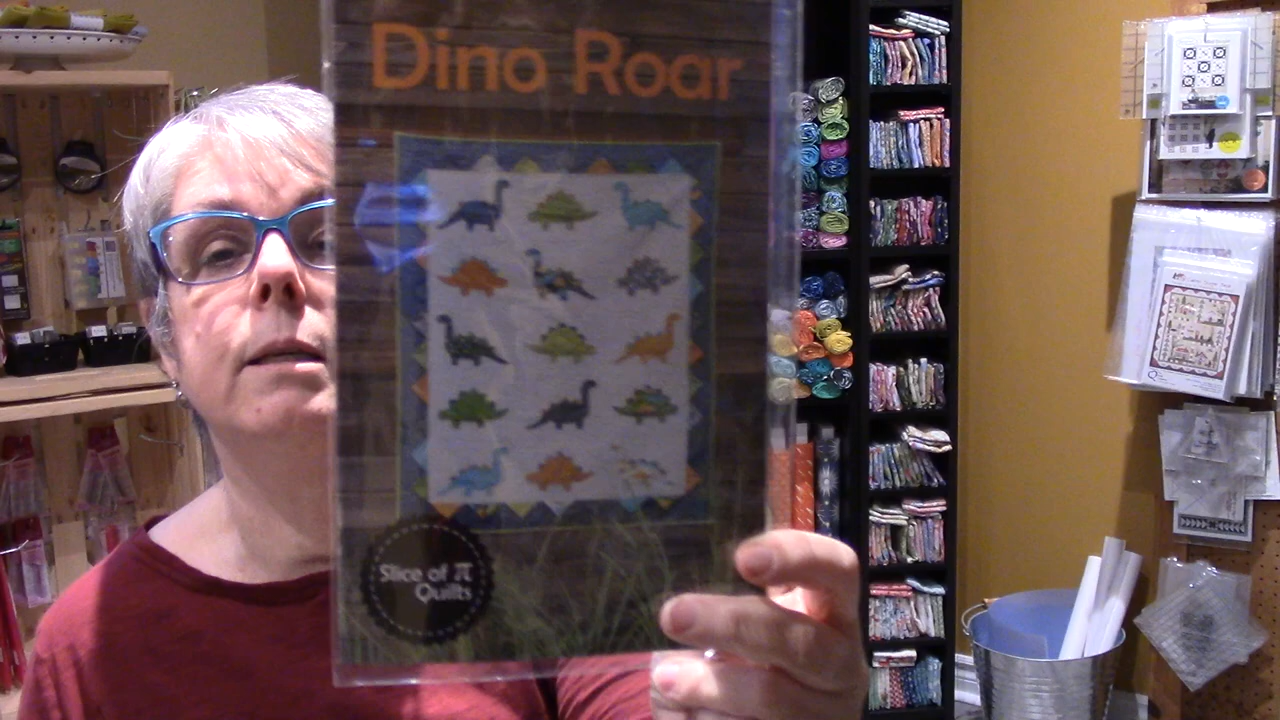 Dino Roar
Slice of π
Quilts